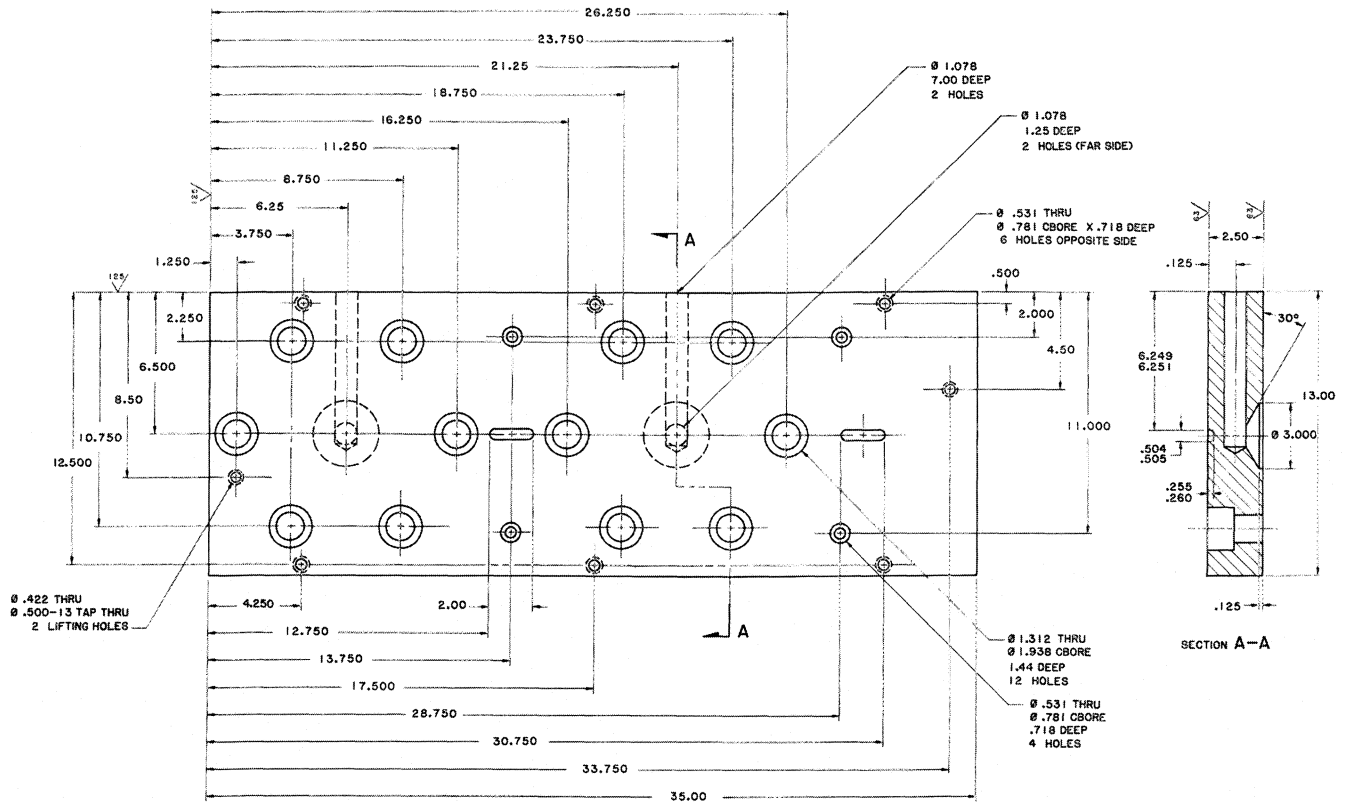 26.250
23.750
21.25
18.750
16.250
11.250
8.750
6.25
3.750
1.250
125
125
Ø 1.078
7.00 DEEP
2 HOLES
Ø 1.078
1.25 DEEP
2 HOLES (FAR SIDE)
Ø .531 THRU
Ø .781 CBORE X .718 DEEP
6 HOLES OPPOSITE SIDE
A
.500
2.000
4.50
11.000
2.250
6.500
8.50
10.750
12.500
Ø .422 THRU
Ø .500-13 TAP THRU
2 LIFTING HOLES
4.250
2.00
12.750
A
13.750
17.500
28.750
30.750
33.750
35.00
Ø 1.312 THRU
Ø 1.938 CBORE
1.44 DEEP
12 HOLES
Ø .531 THRU
Ø .781 CBORE
.718 DEEP
4 HOLES
63
63
2.50
.125
30°
6.249
6.251
13.00
Ø 3.000
.504
.505
.255
.260
.125
SECTION A-A